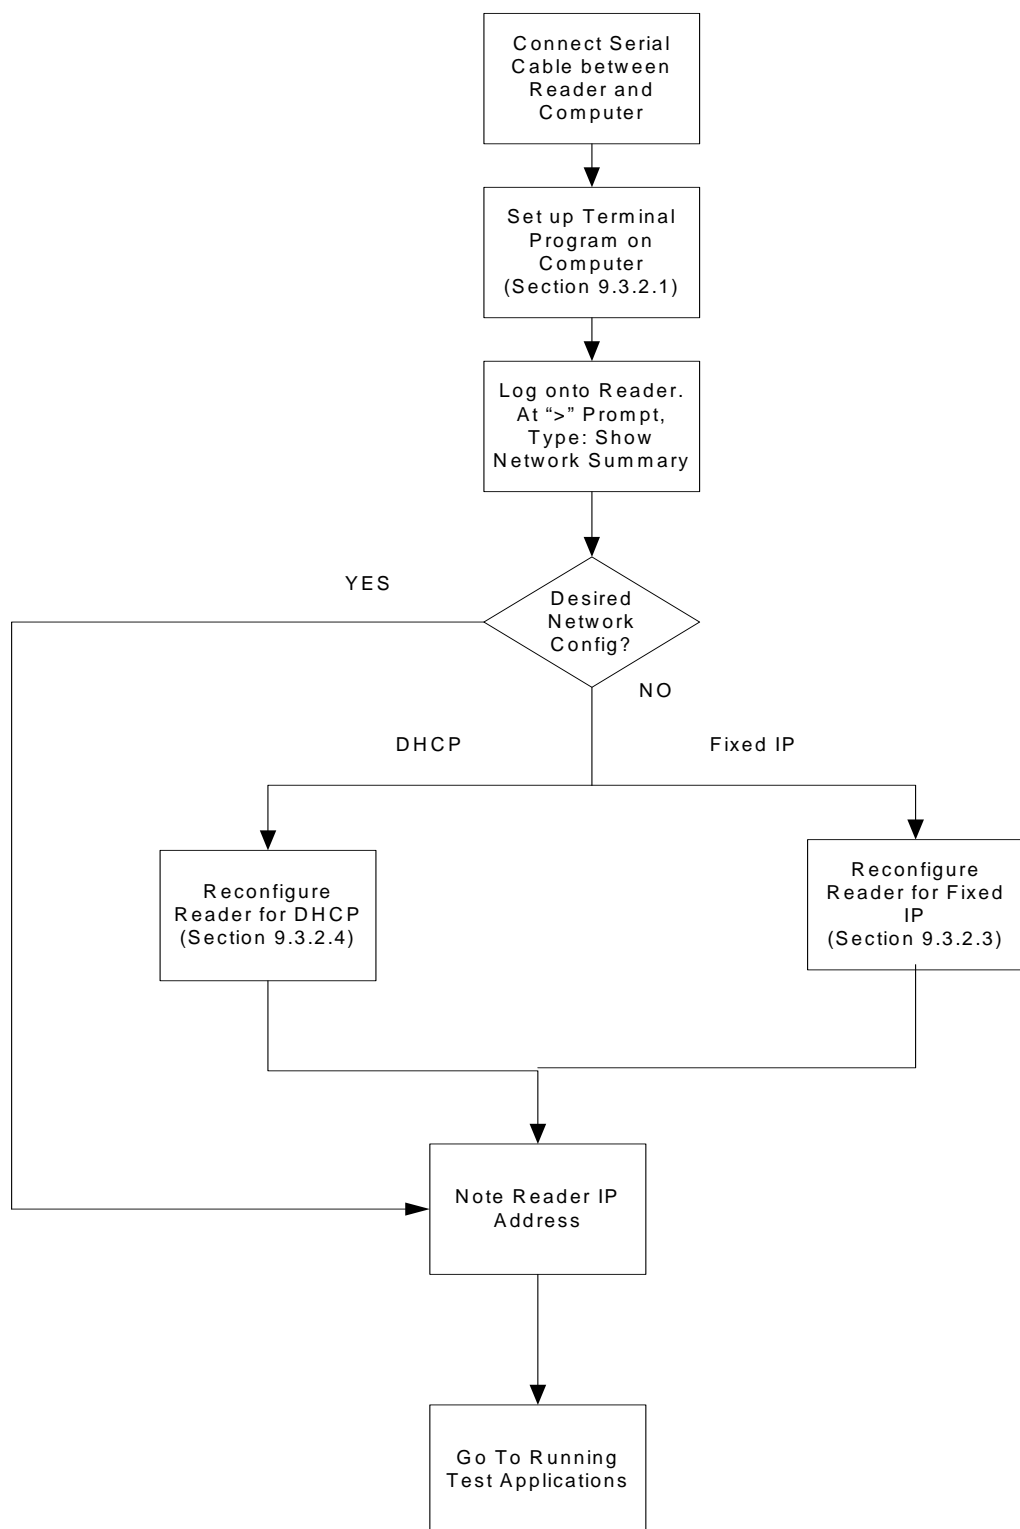 Connect Serial
Cable between
Reader and
Computer
Set up Terminal
Program on
Computer
(Section 9.3.2.1)
Log onto Reader.
At “>” Prompt,
Type: Show
Network Summary
YES
Desired
Network
Config?
NO
DHCP
Fixed IP
Reconfigure
Reader for DHCP
(Section 9.3.2.4)
Reconfigure
Reader for Fixed
IP
(Section 9.3.2.3)
Note Reader IP
Address
Go To Running
Test Applications